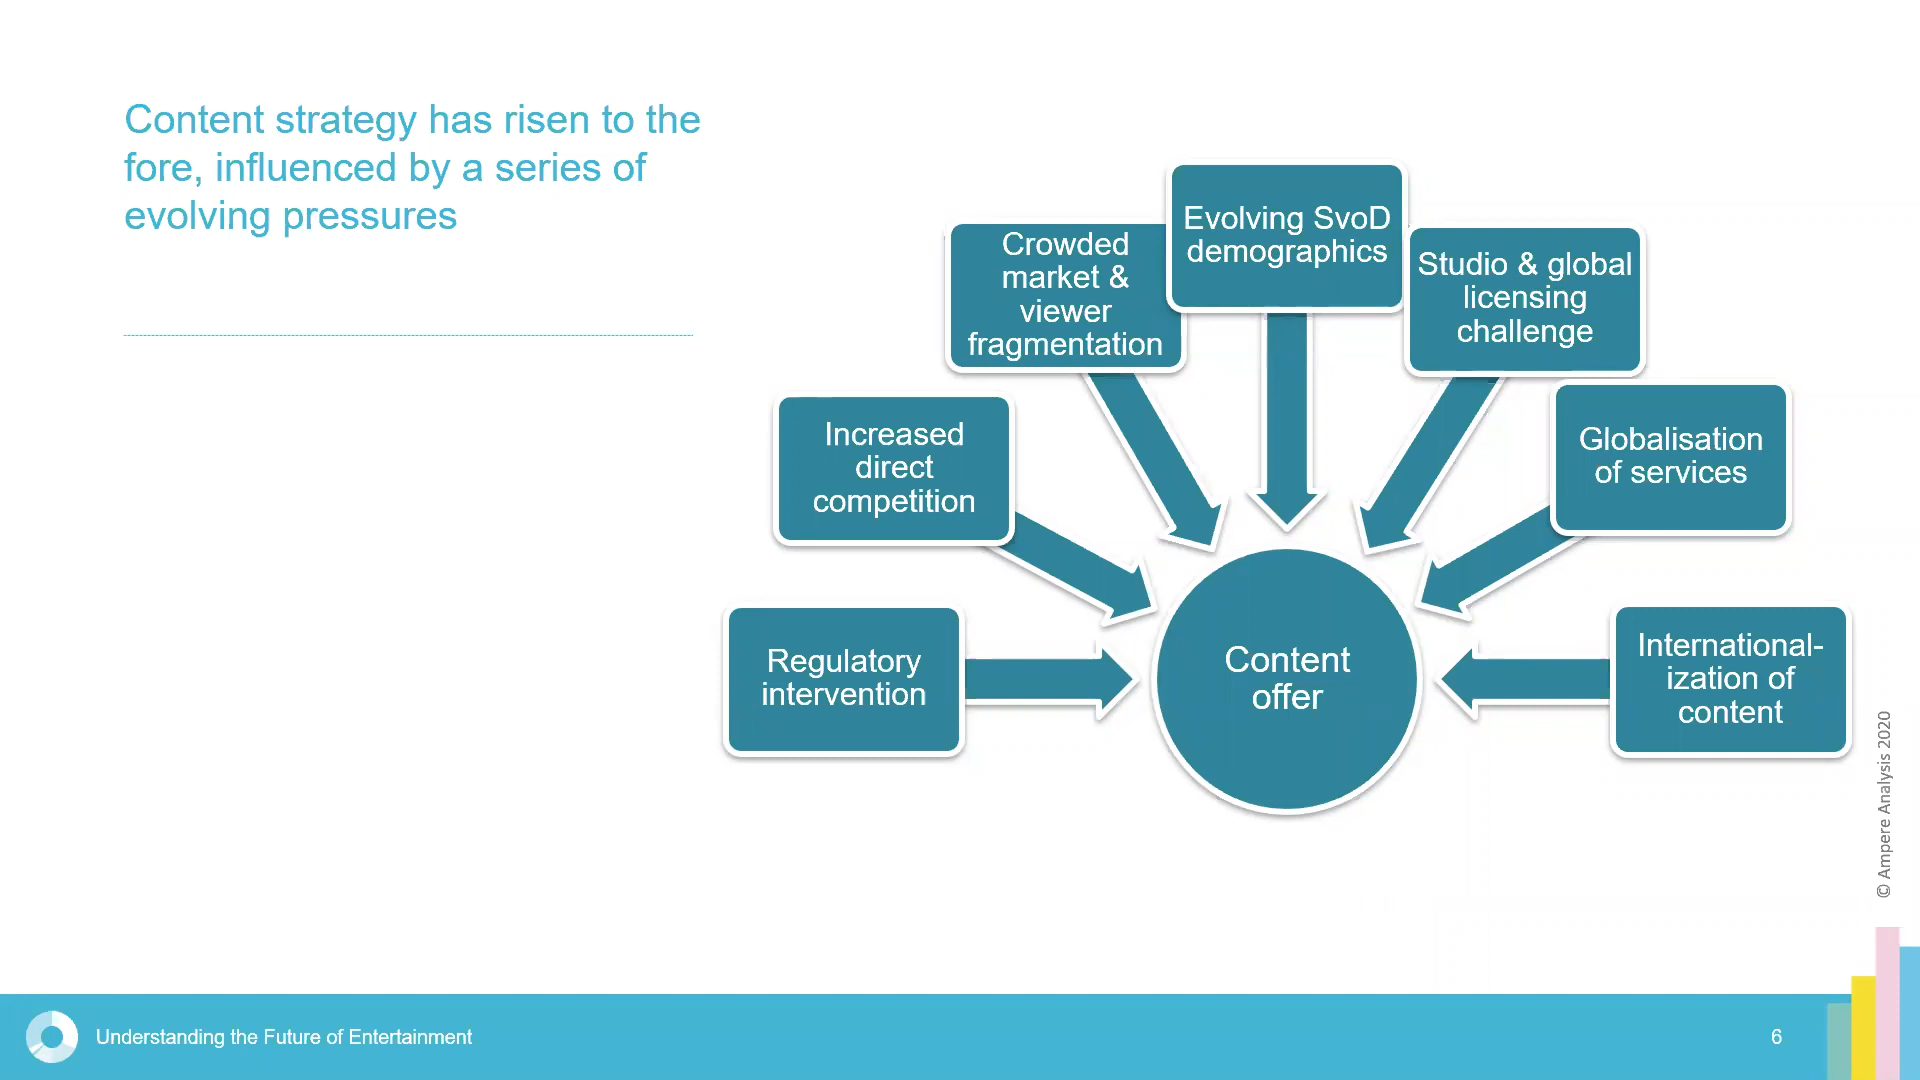 Content strategy has risen to the
fore, influenced by a series of
evolving pressures
Regulatory
intervention
Increased
direct
competition
Crowded
market &
viewer
fragmentation
Evolving SvoD
demographics
Studio & global
licensing
challenge
Globalisation
of services
International-
ization of
content
Content
offer
© Ampere Analysis 2020
Understanding the Future of Entertainment
6